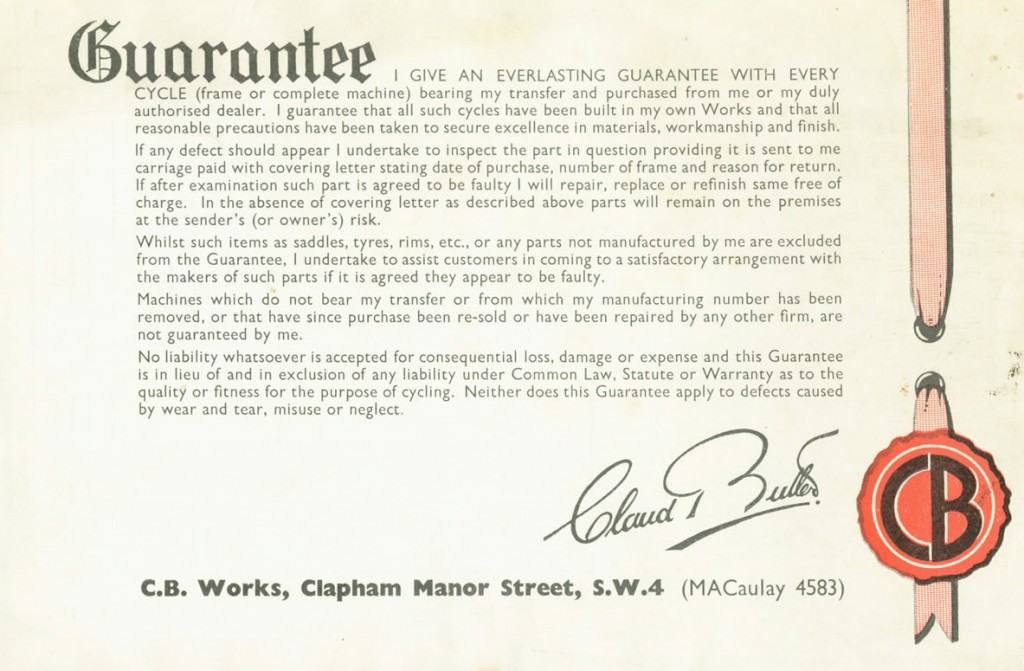 Guarantee I GIVE AN EVERLASTING GUARANTEE WITH EVERY
CYCLE (frame or complete machine) bearing my transfer and purchased from me or my duly
authorised dealer. I guarantee that all such cycles have been built in my own Works and that all
reasonable precautions have been taken to secure excellence in materials, workmanship and finish.
If any defect should appear I undertake to inspect the part in question providing it is sent to me
carriage paid with covering letter stating date of purchase, number of frame and reason for return.
If after examination such part is agreed to be faulty I will repair, replace or refinish same free of
charge. In the absence of covering letter as described above parts will remain on the premises
at the sender's (or owner's) risk.
Whilst such items as saddles, tyres, rims, etc., or any parts not manufactured by me are excluded
from the Guarantee, I undertake to assist customers in coming to a satisfactory arrangement with
the makers of such parts if it is agreed they appear to be faulty.
Machines which do not bear my transfer or from which my manufacturing number has been
removed, or that have since purchase been re-sold or have been repaired by any other firm, are
not guaranteed by me.
No liability whatsoever is accepted for consequential loss, damage or expense and this Guarantee
is in lieu of and in exclusion of any liability under Common Law, Statute or Warranty as to the
quality or fitness for the purpose of cycling. Neither does this Guarantee apply to defects caused
by wear and tear, misuse or neglect.
Claud Butler
CB
C.B. Works, Clapham Manor Street, S.W.4 (MACaulay 4583)